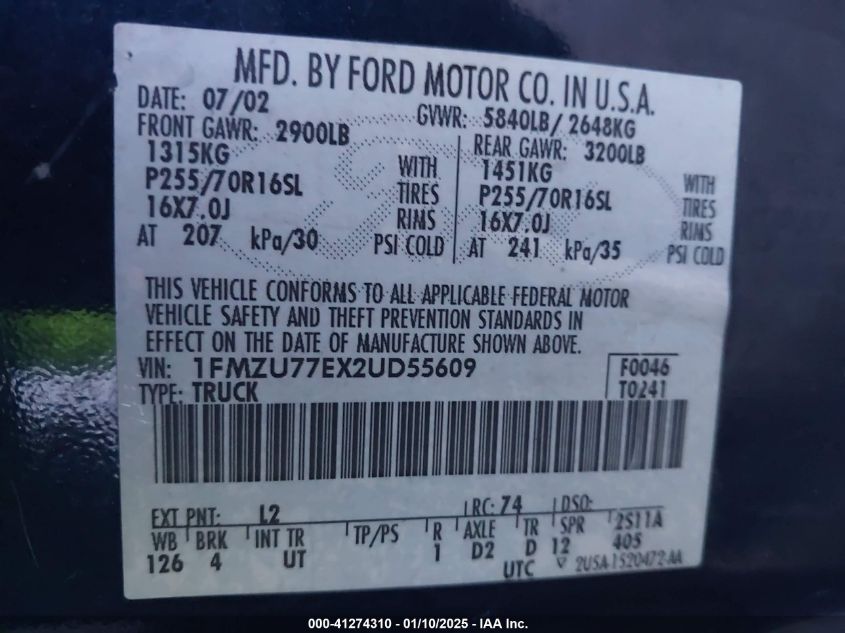 MFD. BY FORD MOTOR CO. IN U.S.A.
DATE: 07/02 GVWR: 5840LB/ 2648KG
FRONT GAWR: 2900LB REAR GAWR: 3200LB
1315KG WITH 1451KG WITH
P255/70R16SL TIRES P255/70R16SL TIRES
16X7.0J RIMS 16X7.0J RIMS
AT 207 kPa/30 PSI COLD AT 241 kPa/35 PSI COLD
THIS VEHICLE CONFORMS TO ALL APPLICABLE FEDERAL MOTOR
VEHICLE SAFETY AND THEFT PREVENTION STANDARDS IN
EFFECT ON THE DATE OF MANUFACTURE SHOWN ABOVE.
VIN: 1FMZU77EX2UD55609 F0046
TYPE: TRUCK T0241
EXT PNT: L2 RC: 74 DSO:
WB BRK INT TR TP/PS R AXLE TR SPR 2S11A
126 4 UT 1 D2 D 12 405
UTC 2USA-1520472-AA
000-41274310 - 01/10/2025 - IAA Inc.